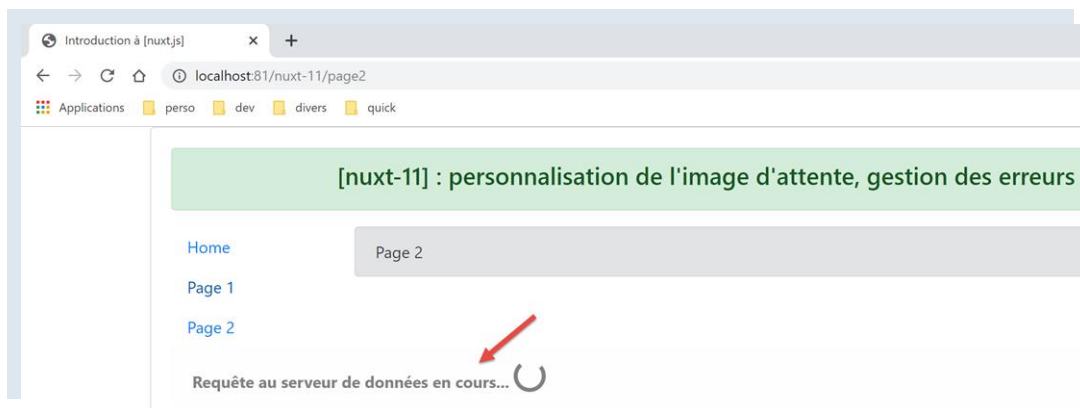 Introduction à [nuxt.js]
localhost:81/nuxt-11/page2
Applications perso dev divers quick
[nuxt-11] : personnalisation de l'image d'attente, gestion des erreurs
Home
Page 2
Page 1
Page 2
Requête au serveur de données en cours...